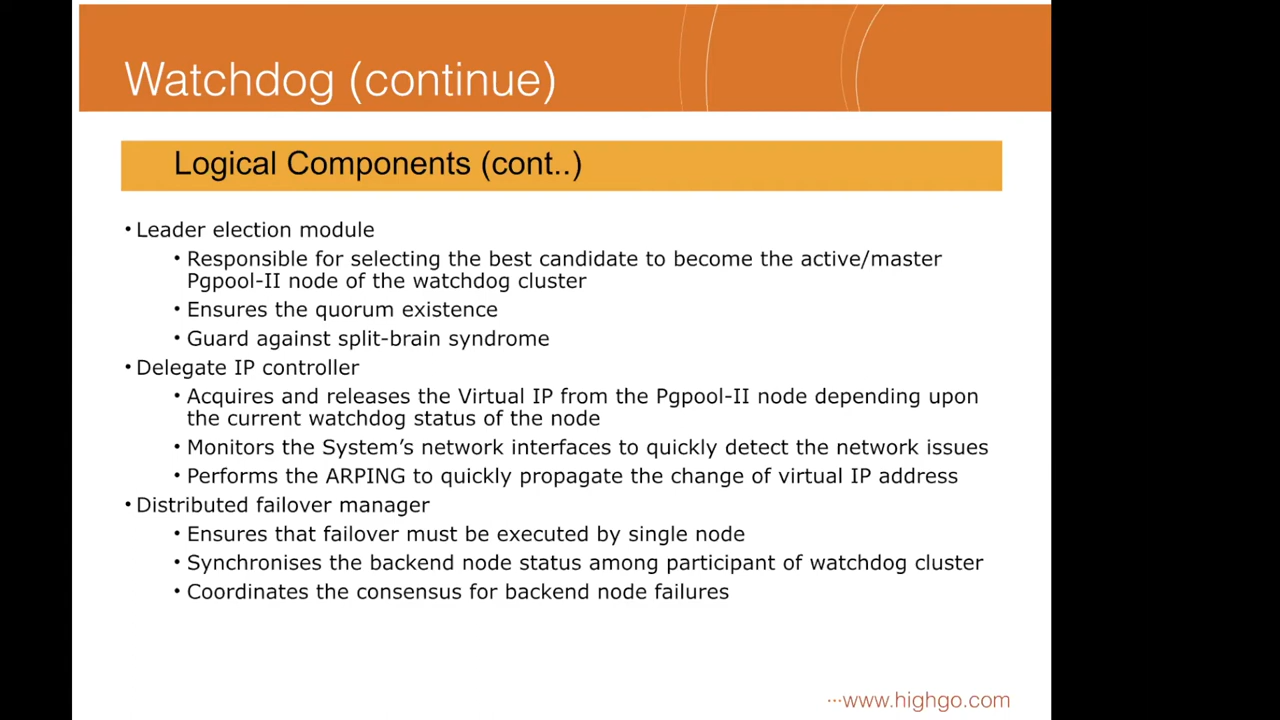 Watchdog (continue)
Logical Components (cont..)
• Leader election module
• Responsible for selecting the best candidate to become the active/master
Pgpool-II node of the watchdog cluster
• Ensures the quorum existence
• Guard against split-brain syndrome
• Delegate IP controller
• Acquires and releases the Virtual IP from the Pgpool-II node depending upon
the current watchdog status of the node
• Monitors the System’s network interfaces to quickly detect the network issues
• Performs the ARPING to quickly propagate the change of virtual IP address
• Distributed failover manager
• Ensures that failover must be executed by single node
• Synchronises the backend node status among participant of watchdog cluster
• Coordinates the consensus for backend node failures
···www.highgo.com